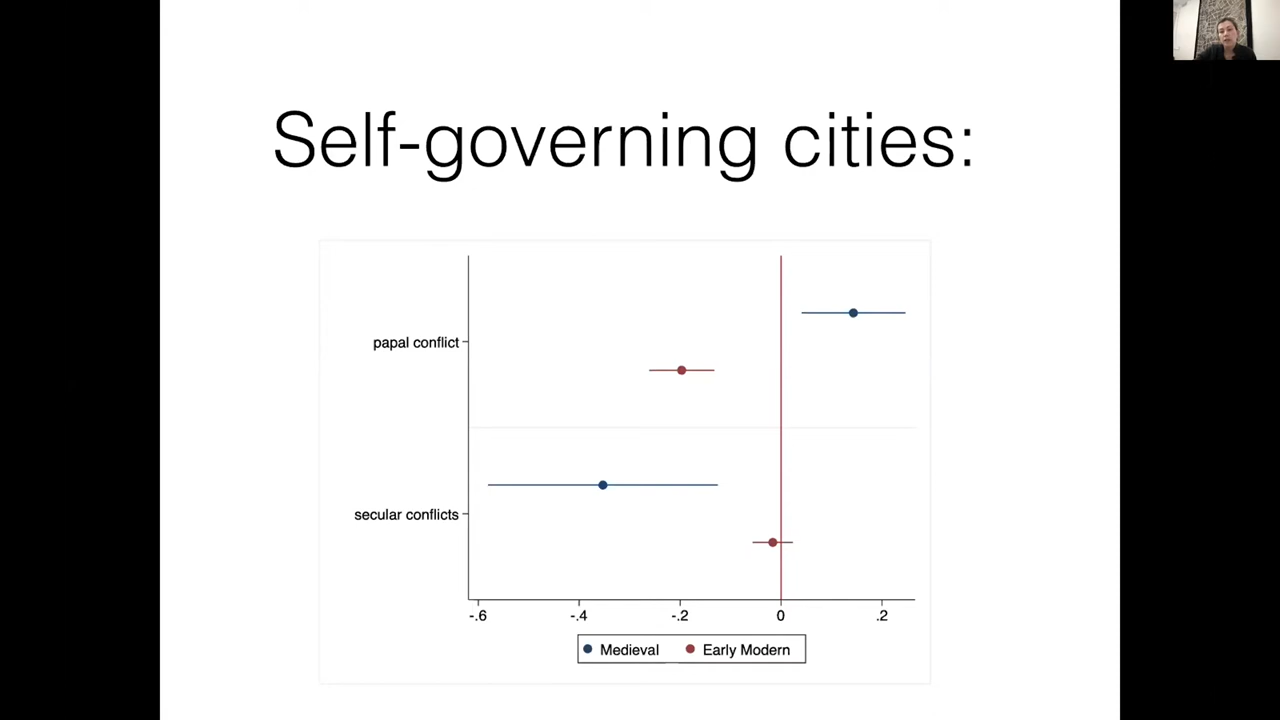 Self-governing cities:
papal conflict
secular conflicts
-.6 -.4 -.2 0 .2
Medieval Early Modern